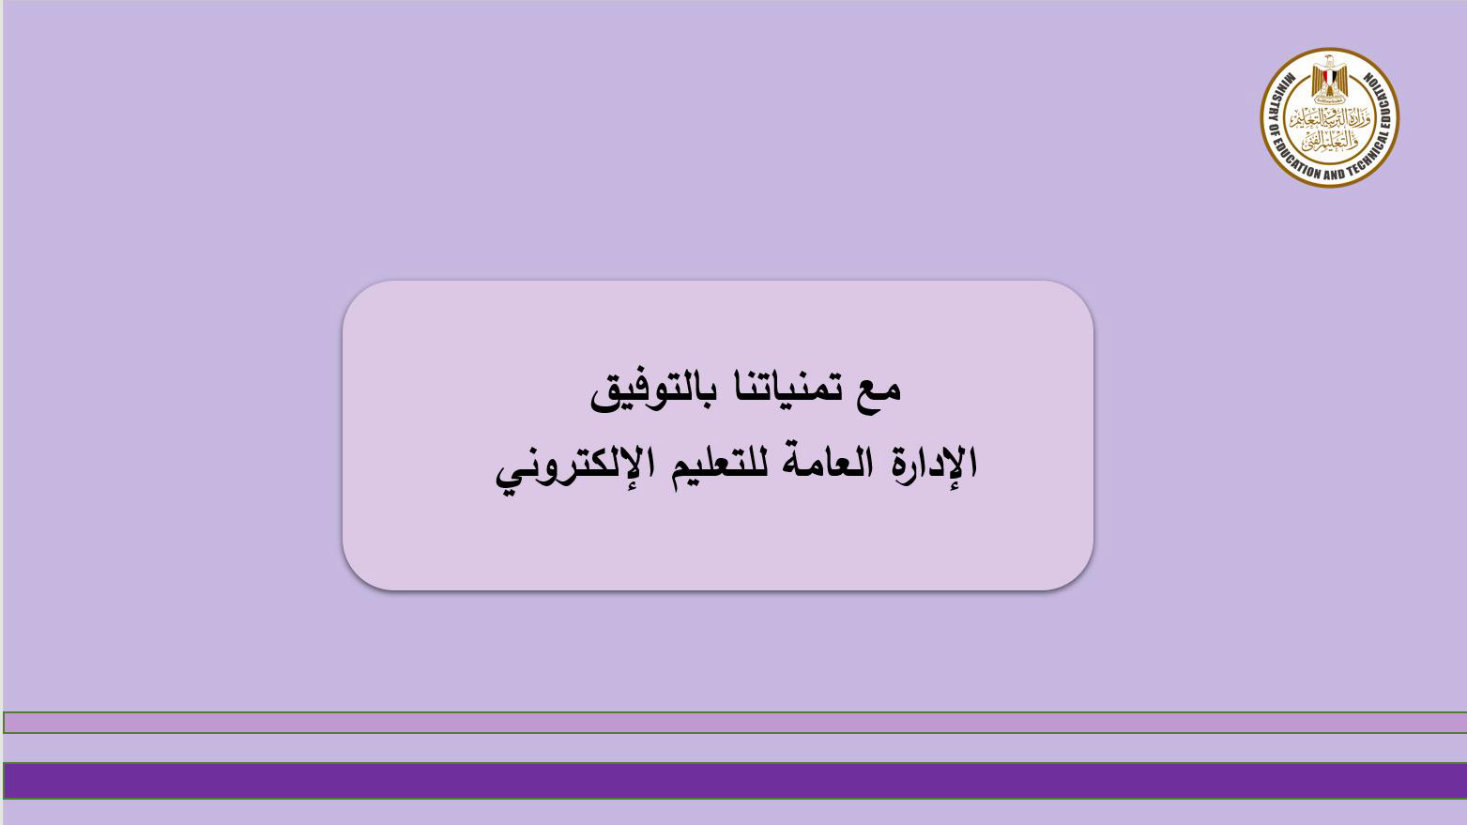 وزارة التربية والتعليم
والتعليم الفني
MINISTRY OF EDUCATION AND TECHNICAL EDUCATION
مع تمنياتنا بالتوفيق
الإدارة العامة للتعليم الإلكتروني